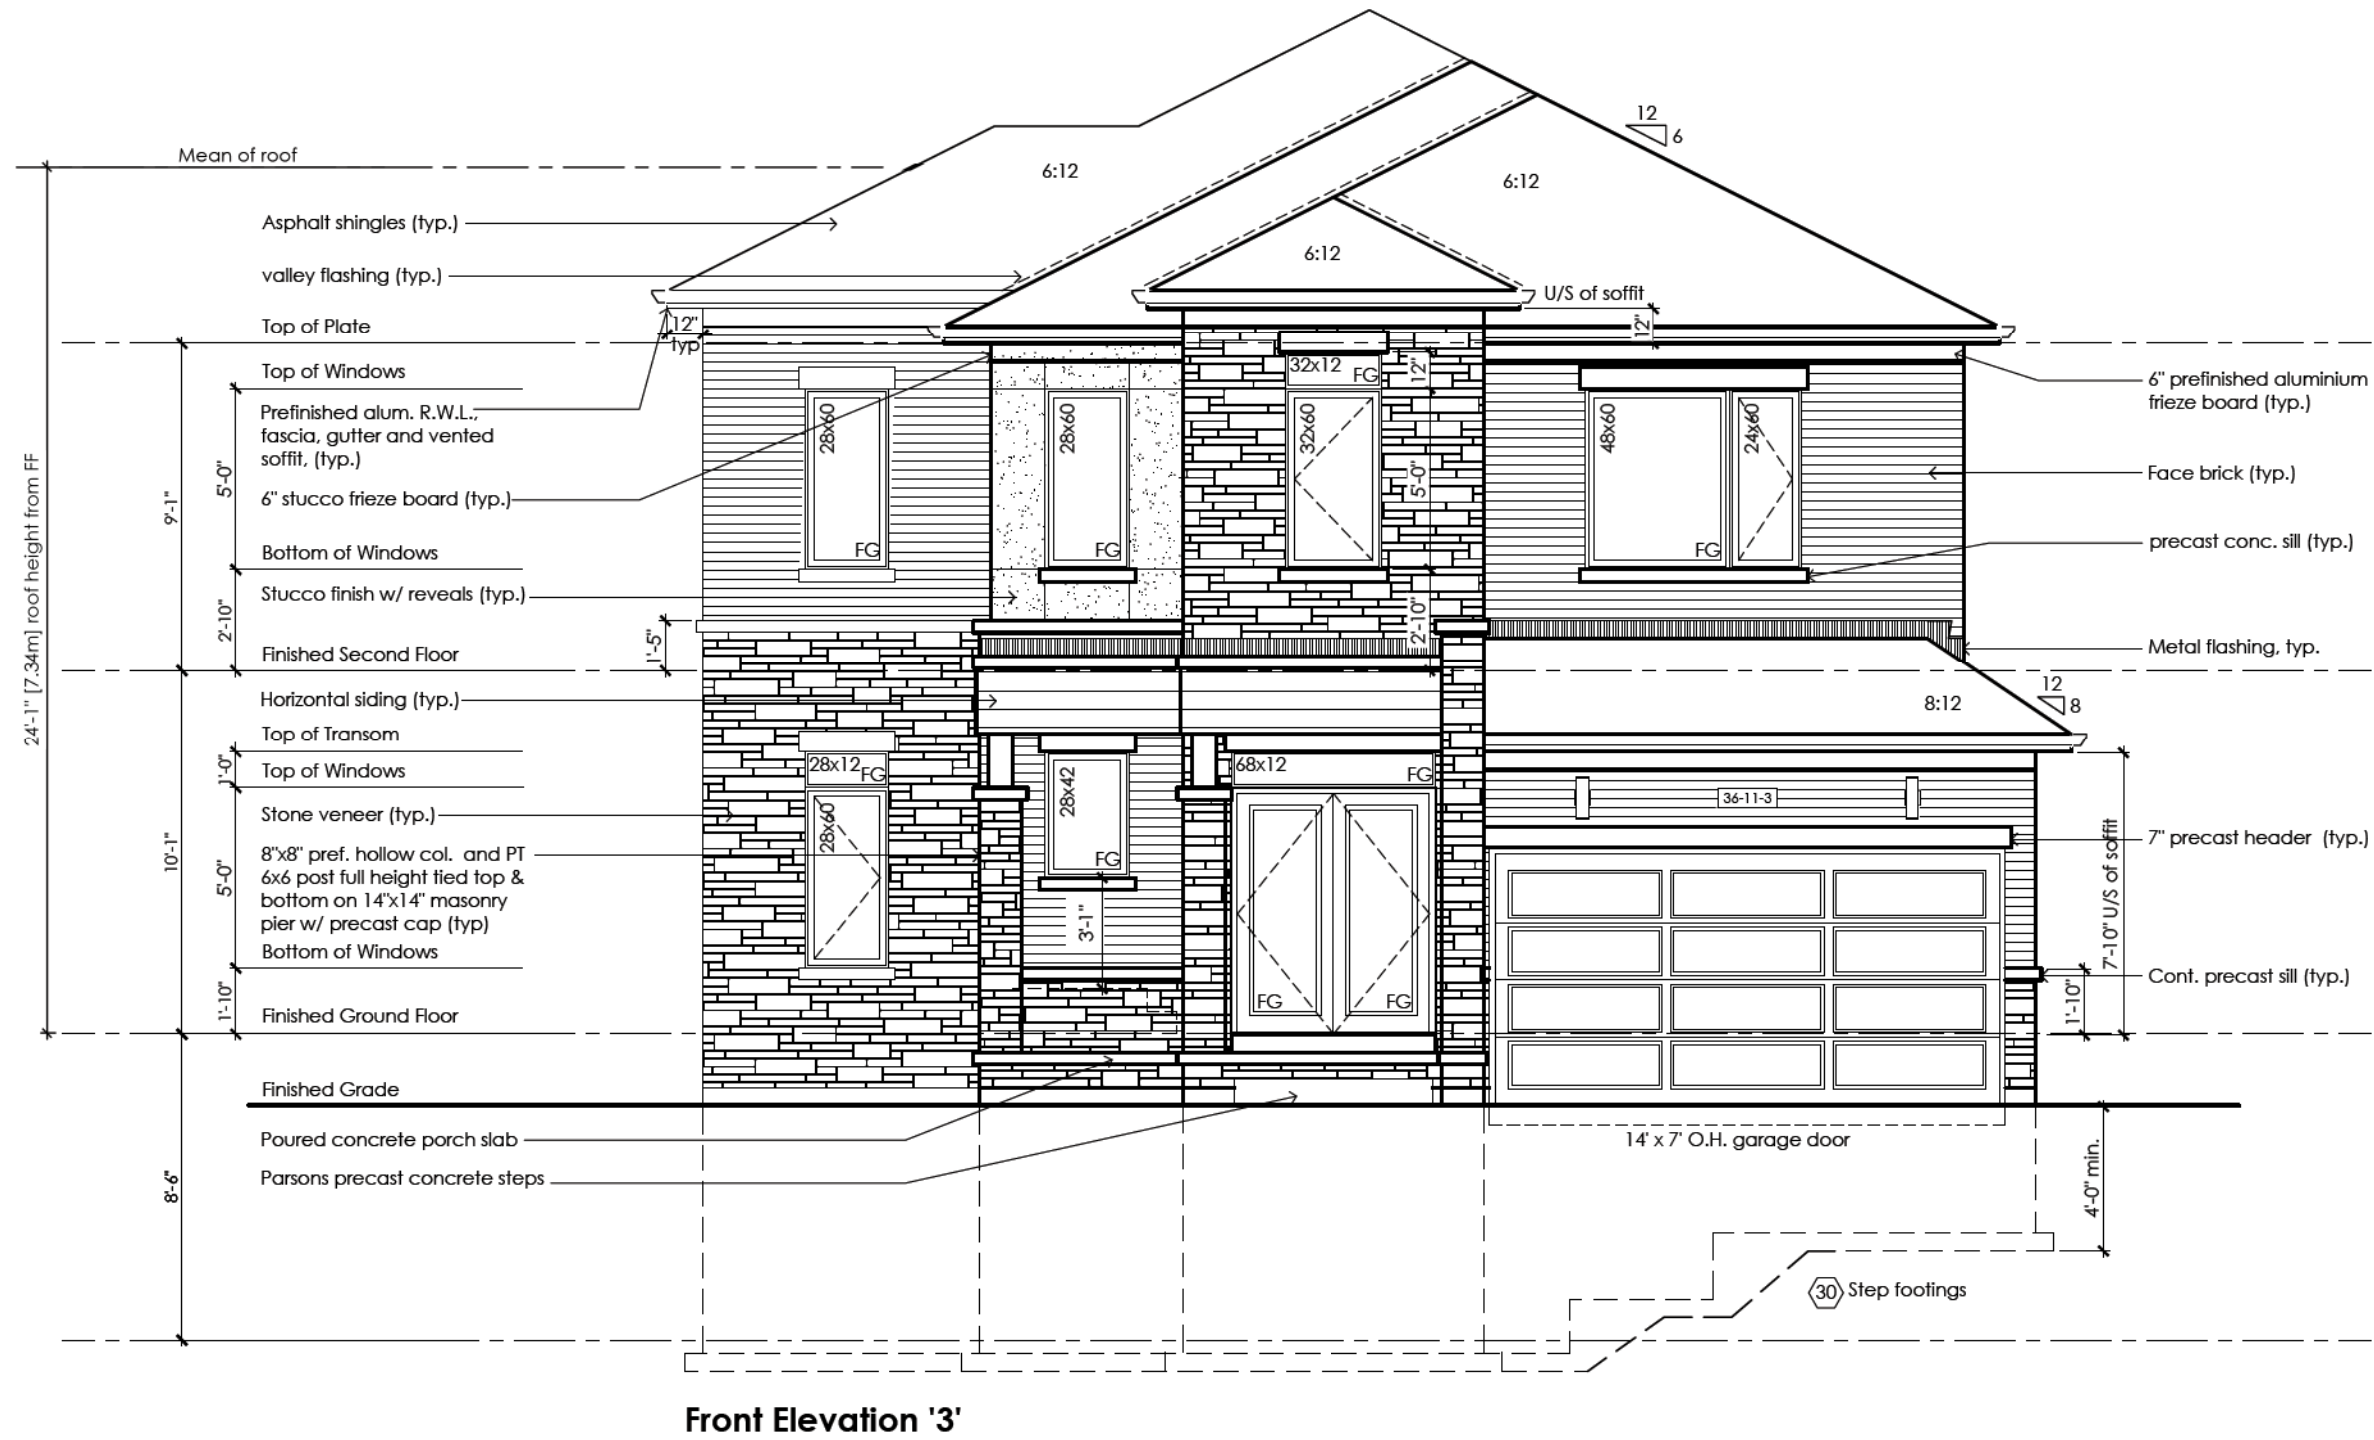 12
6
Mean of roof
6:12
6:12
Asphalt shingles (typ.)
6:12
valley flashing (typ.)
U/S of soffit
Top of Plate
12"
typ
12"
Top of Windows
32x12
FG
12"
6" prefinished aluminium
frieze board (typ.)
Prefinished alum. R.W.L.,
fascia, gutter and vented
soffit, (typ.)
28x60
28x60
32x60
48x60
24x60
5'-0"
5'-0"
Face brick (typ.)
6" stucco frieze board (typ.)
9'-1"
24'-1" [7.34m] roof height from FF
Bottom of Windows
FG
FG
FG
precast conc. sill (typ.)
Stucco finish w/ reveals (typ.)
2'-10"
2'-10"
1'-5"
Finished Second Floor
Metal flashing, typ.
12
8
Horizontal siding (typ.)
8:12
Top of Transom
1'-0"
Top of Windows
28x12
FG
68x12
FG
28x42
36-11-3
Stone veneer (typ.)
28x60
7" precast header (typ.)
10'-1"
8"x8" pref. hollow col. and PT
6x6 post full height tied top &
bottom on 14"x14" masonry
pier w/ precast cap (typ)
5'-0"
FG
7'-10" U/S of soffit
3'-1"
Bottom of Windows
Cont. precast sill (typ.)
1'-10"
FG
FG
1'-10"
Finished Ground Floor
Finished Grade
Poured concrete porch slab
14' x 7' O.H. garage door
Parsons precast concrete steps
8'-6"
4'-0" min.
30
Step footings
Front Elevation '3'